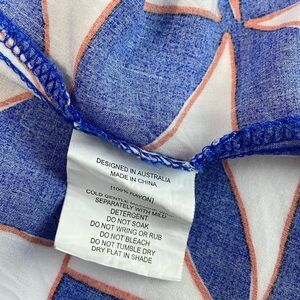 DESIGNED IN AUSTRALIA
MADE IN CHINA
[100% RAYON]
COLD GENTLE
SEPARATELY WITH MILD
DETERGENT
DO NOT SOAK
DO NOT WRING OR RUB
DO NOT BLEACH
DO NOT TUMBLE DRY
DRY FLAT IN SHADE